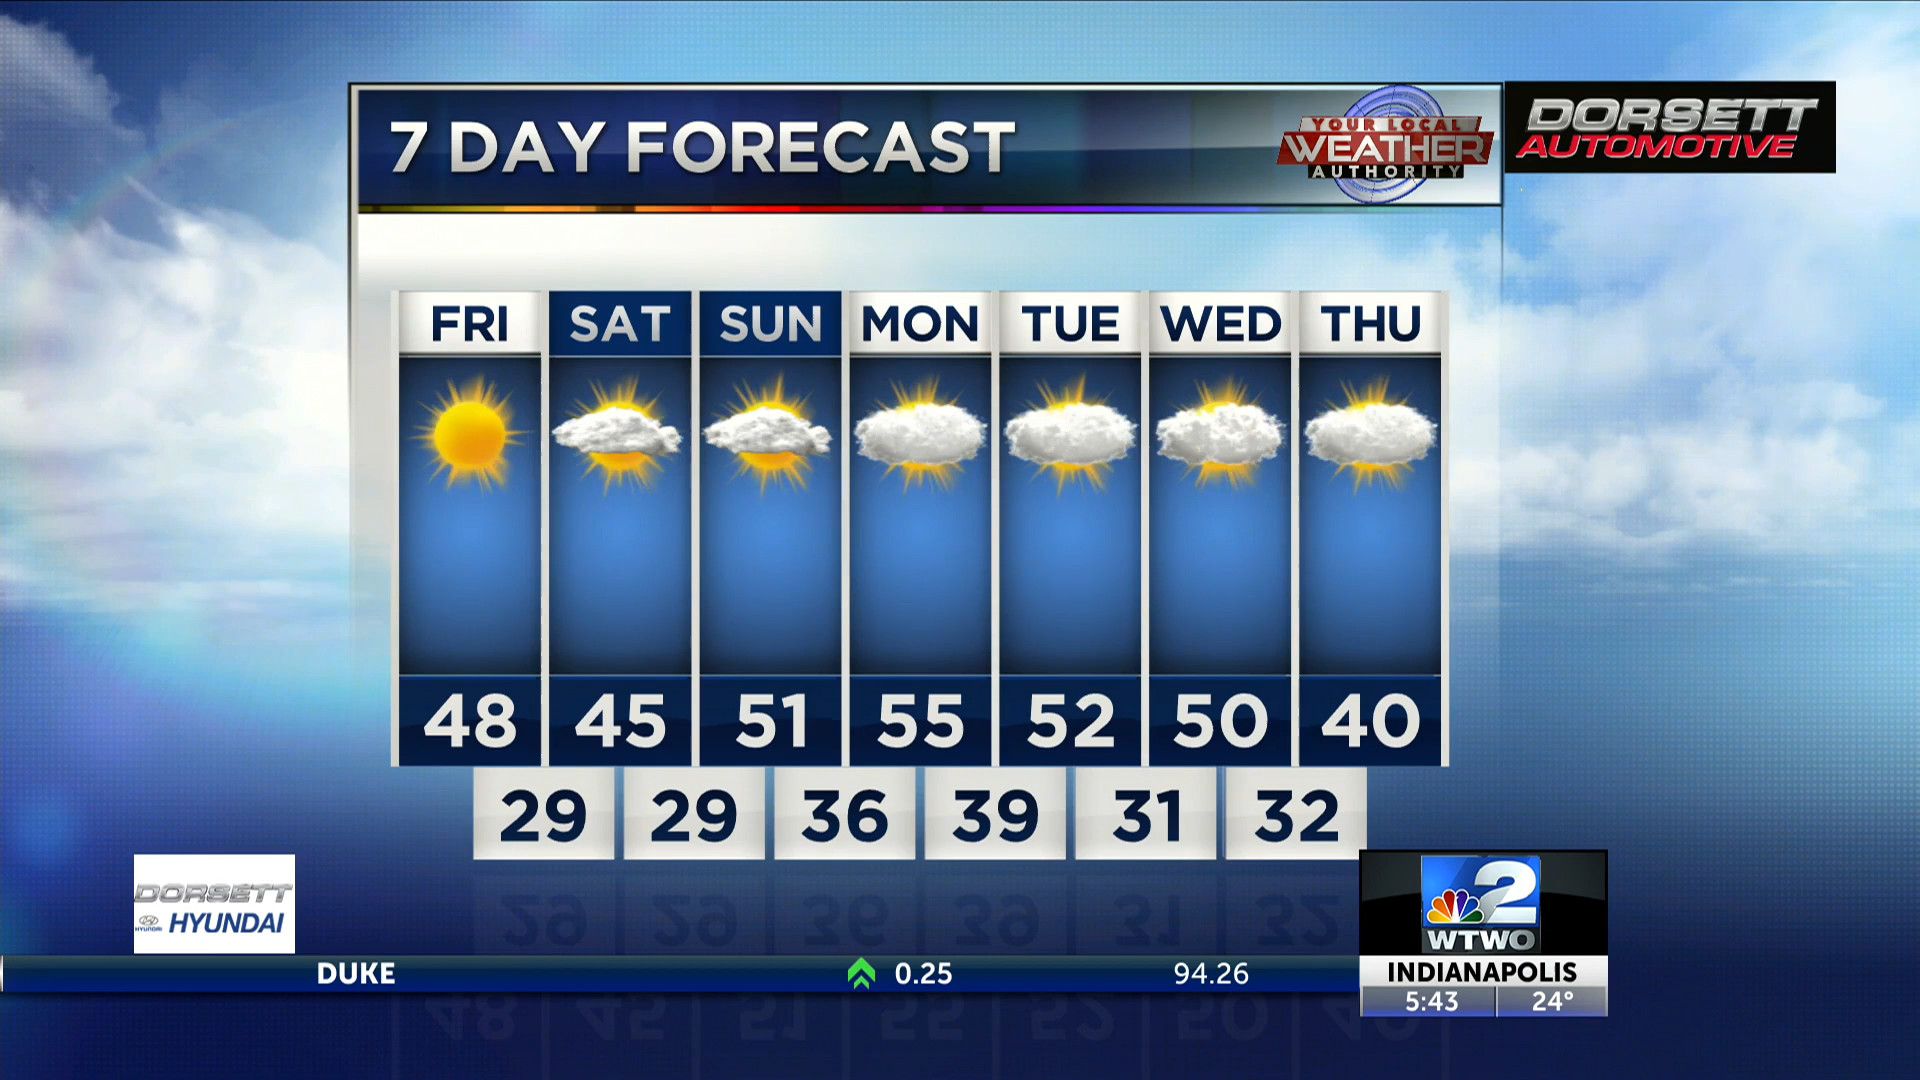 7 DAY FORECAST
YOUR LOCAL
WEATHER
AUTHORITY
DORSETT
AUTOMOTIVE
FRI SAT SUN MON TUE WED THU
48 45 51 55 52 50 40
29 29 36 39 31 32
DORSETT
HYUNDAI HYUNDAI
2
WTWO
DUKE 0.25 94.26
INDIANAPOLIS
5:43 24°